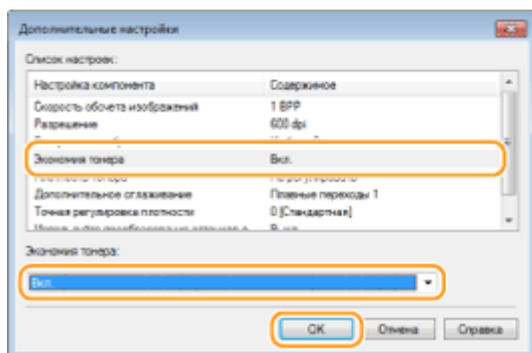 Дополнительные настройки
Список настроек:
Настройка компонента Содержимое
Скорость обсчета изображений 1 BPP
Разрешение 600 dpi
Экономия тонера Вкл.
Дополнительное сглаживание Плавные переходы 1
Точная регулировка плотности 0 [Стандартная]
Экономия тонера:
Вкл.
OK Отмена Справка